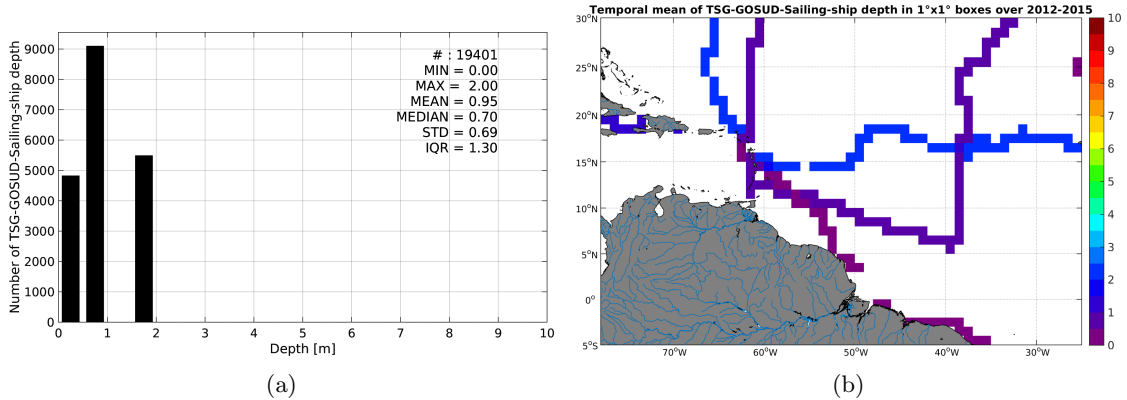 Number of TSG-GOSUD-Sailing-ship depth
9000
8000
7000
6000
5000
4000
3000
2000
1000
0
# : 19401
MIN = 0.00
MAX = 2.00
MEAN = 0.95
MEDIAN = 0.70
STD = 0.69
IQR = 1.30
0 1 2 3 4 5 6 7 8 9 10
Depth [m]
(a)
Temporal mean of TSG-GOSUD-Sailing-ship depth in 1°x1° boxes over 2012-2015
30°N
25°N
20°N
15°N
10°N
5°N
0°
5°S
70°W 60°W 50°W 40°W 30°W
10
9
8
7
6
5
4
3
2
1
0
(b)